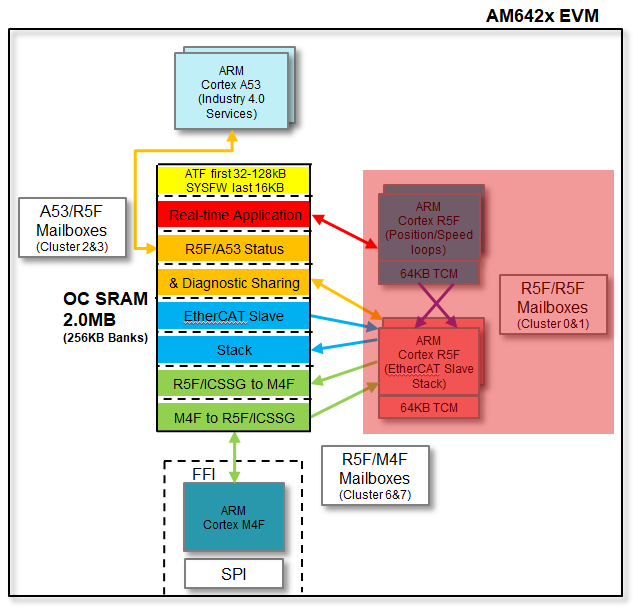 AM642x EVM
ARM
Cortex A53
(Industry 4.0
Services)
ATF first 32-128kB
SYSFW last 16KB
Real-time Application
R5F/A53 Status
& Diagnostic Sharing
EtherCAT Slave
Stack
R5F/ICSSG to M4F
M4F to R5F/ICSSG
A53/R5F
Mailboxes
(Cluster 2&3)
OC SRAM
2.0MB
(256KB Banks)
ARM
Cortex R5F
(Position/Speed
loops)
64KB TCM
R5F/R5F
Mailboxes
(Cluster 0&1)
ARM
Cortex R5F
(EtherCAT Slave
Stack)
64KB TCM
R5F/M4F
Mailboxes
(Cluster 6&7)
FFI
ARM
Cortex M4F
SPI